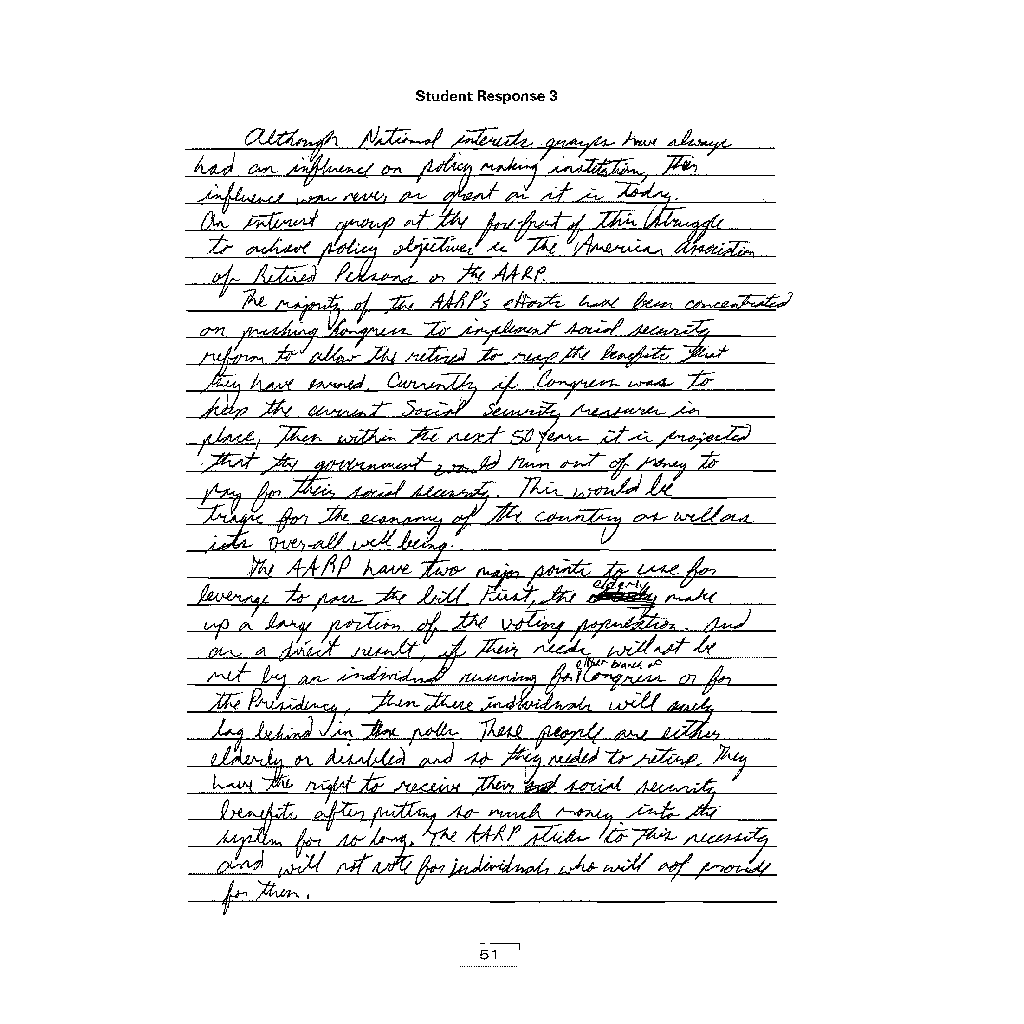 Student Response 3
Although National interests groups have always
had an influence on policy making institution, their
influence was never as great as it is today.
An interest group at the forefront of this struggle
to achieve policy objectives is the American Association
of Retired Persons or the AARP.
The majority of the AARP's efforts have been concentrated
on pushing Congress to implement social security
reform to allow the retired to reap the benefits that
they have earned. Currently if Congress was to
keep the current Social Security measures in
place, then within the next 50 years it is projected
that the government would run out of money to
pay for their social security. This would be
tragic for the economy of the country as well as
its over-all well being.
The AARP have two major points to use for
leverage to pass the bill. First, the elderly make
up a large portion of the voting population. And
as a direct result, if their needs will not be
met by an individual running for either branch of Congress or for
the Presidency, then these individuals will surely
lag behind in the polls. These people are either
elderly or disabled and so they needed to retire. They
have the right to receive their social security
benefits after putting so much money into the
system for so long. The AARP sticks to this necessity
and will not vote for individuals who will not provide
for them.
51